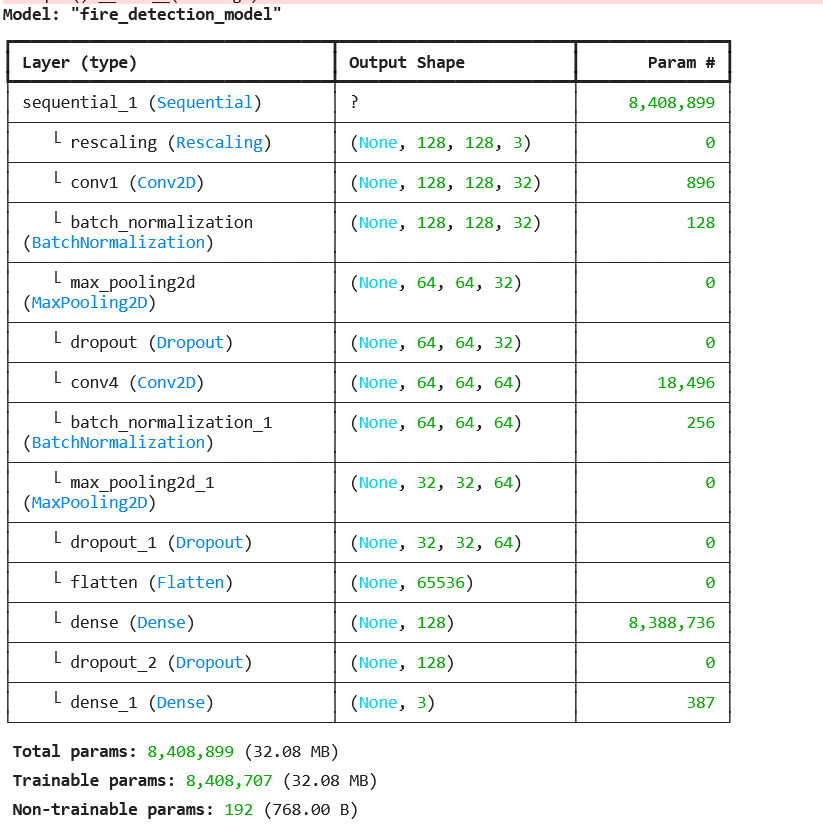 Model: "fire_detection_model"
Layer (type) Output Shape Param #
sequential_1 (Sequential) ? 8,408,899
└ rescaling (Rescaling) (None, 128, 128, 3) 0
└ conv1 (Conv2D) (None, 128, 128, 32) 896
└ batch_normalization (None, 128, 128, 32) 128
(BatchNormalization)
└ max_pooling2d (None, 64, 64, 32) 0
(MaxPooling2D)
└ dropout (Dropout) (None, 64, 64, 32) 0
└ conv4 (Conv2D) (None, 64, 64, 64) 18,496
└ batch_normalization_1 (None, 64, 64, 64) 256
(BatchNormalization)
└ max_pooling2d_1 (None, 32, 32, 64) 0
(MaxPooling2D)
└ dropout_1 (Dropout) (None, 32, 32, 64) 0
└ flatten (Flatten) (None, 65536) 0
└ dense (Dense) (None, 128) 8,388,736
└ dropout_2 (Dropout) (None, 128) 0
└ dense_1 (Dense) (None, 3) 387
Total params: 8,408,899 (32.08 MB)
Trainable params: 8,408,707 (32.08 MB)
Non-trainable params: 192 (768.00 B)